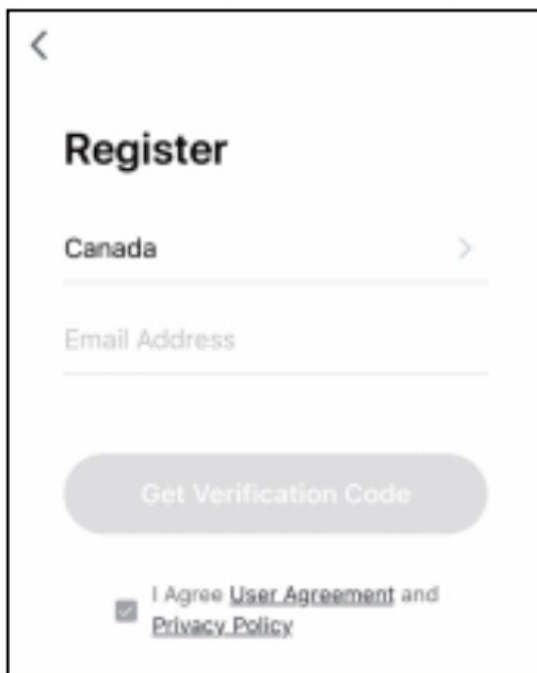 Register
Canada
Email Address
Get Verification Code
I Agree User Agreement and
Privacy Policy